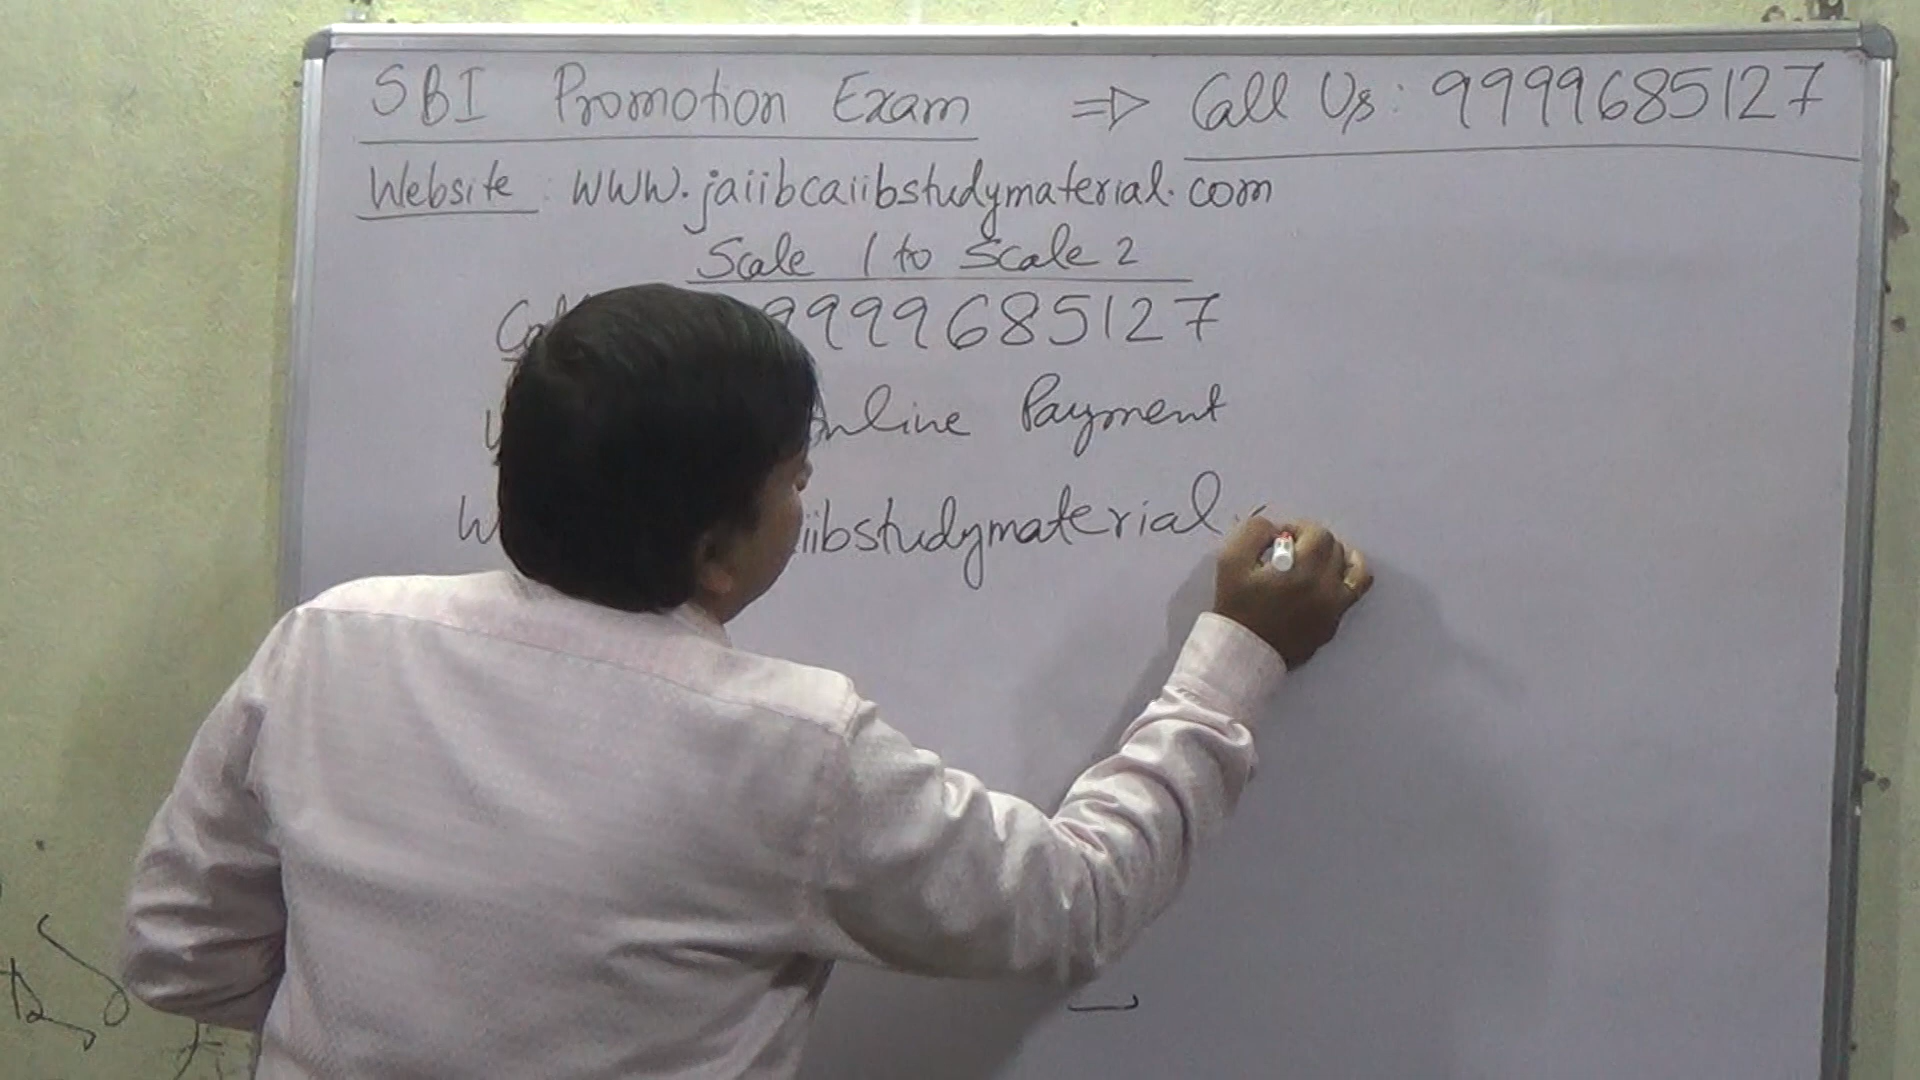 SBI Promotion Exam ⇒ Call Us: 9999685127
Website: www.jaiibcaiibstudymaterial.com
Scale 1 to Scale 2
9999685127
Online Payment
iibstudymaterial.